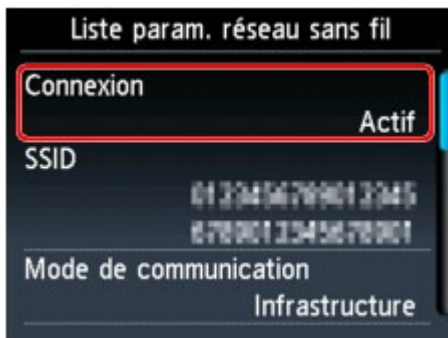 Liste param. réseau sans fil
Connexion
Actif
SSID
Mode de communication
Infrastructure